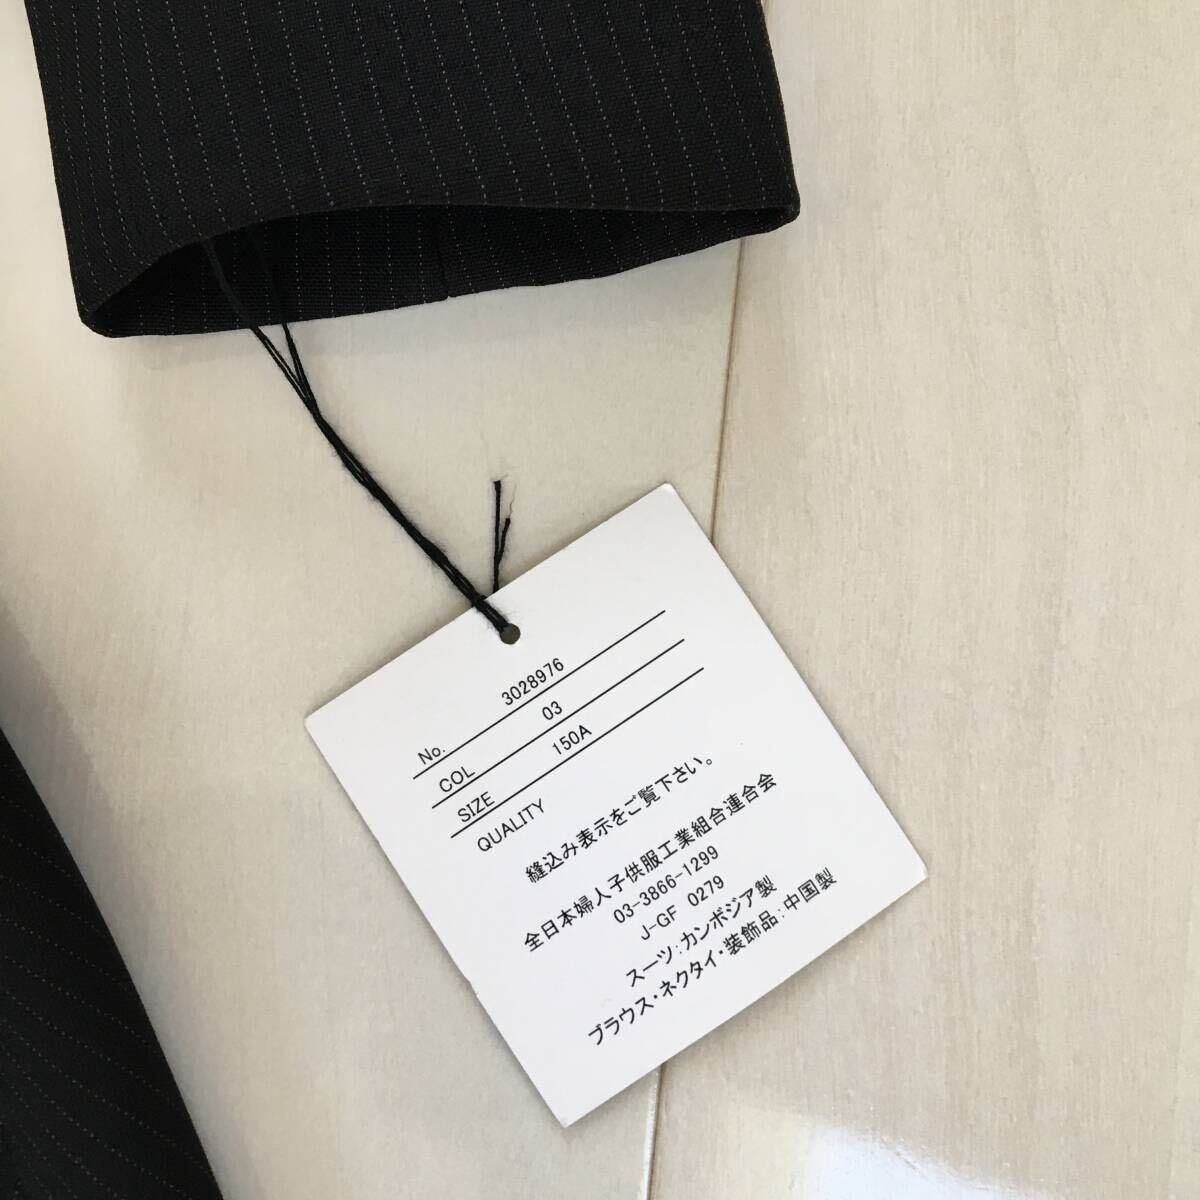 No. 3028976
COL 03
SIZE 150A
QUALITY
縫込み表示をご覧下さい。
全日本婦人子供服工業組合連合会
03-3866-1299
J-GF 0279
スーツ:カンボジア製
ブラウス・ネクタイ・装飾品:中国製